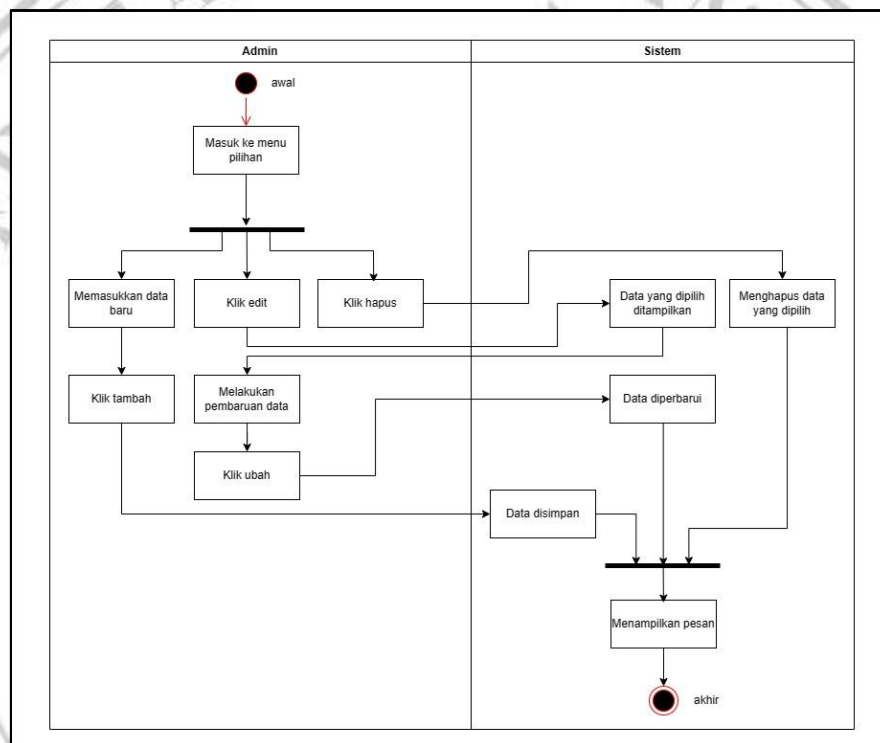 Admin
Sistem
awal
Masuk ke menu
pilihan
Memasukkan data
baru
Klik edit
Klik hapus
Data yang dipilih
ditampilkan
Menghapus data
yang dipilih
Klik tambah
Melakukan
pembaruan data
Data diperbarui
Klik ubah
Data disimpan
Menampilkan pesan
akhir